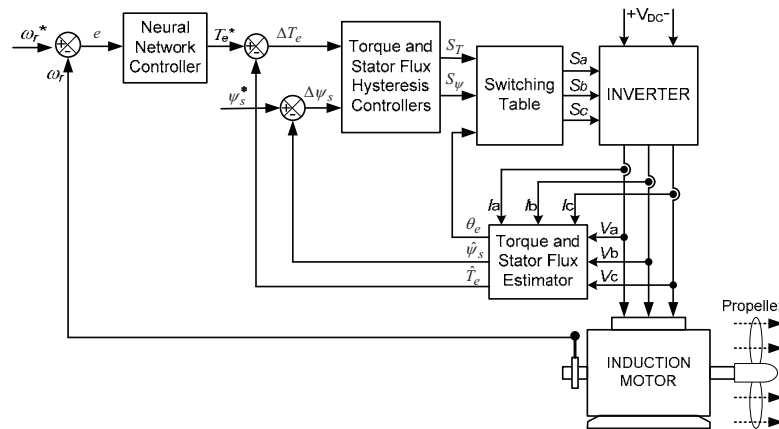 ωr*
+ −
e
ωr
Neural
Network
Controller
Te*
+ −
ΔTe
ψs*
+ −
Δψs
Torque and
Stator Flux
Hysteresis
Controllers
ST
Sψ
Switching
Table
Sa
Sb
Sc
+VDC-
INVERTER
Ia
Ib
Ic
θe
ψ̂s
T̂e
Torque and
Stator Flux
Estimator
Va
Vb
Vc
Propeller
INDUCTION
MOTOR